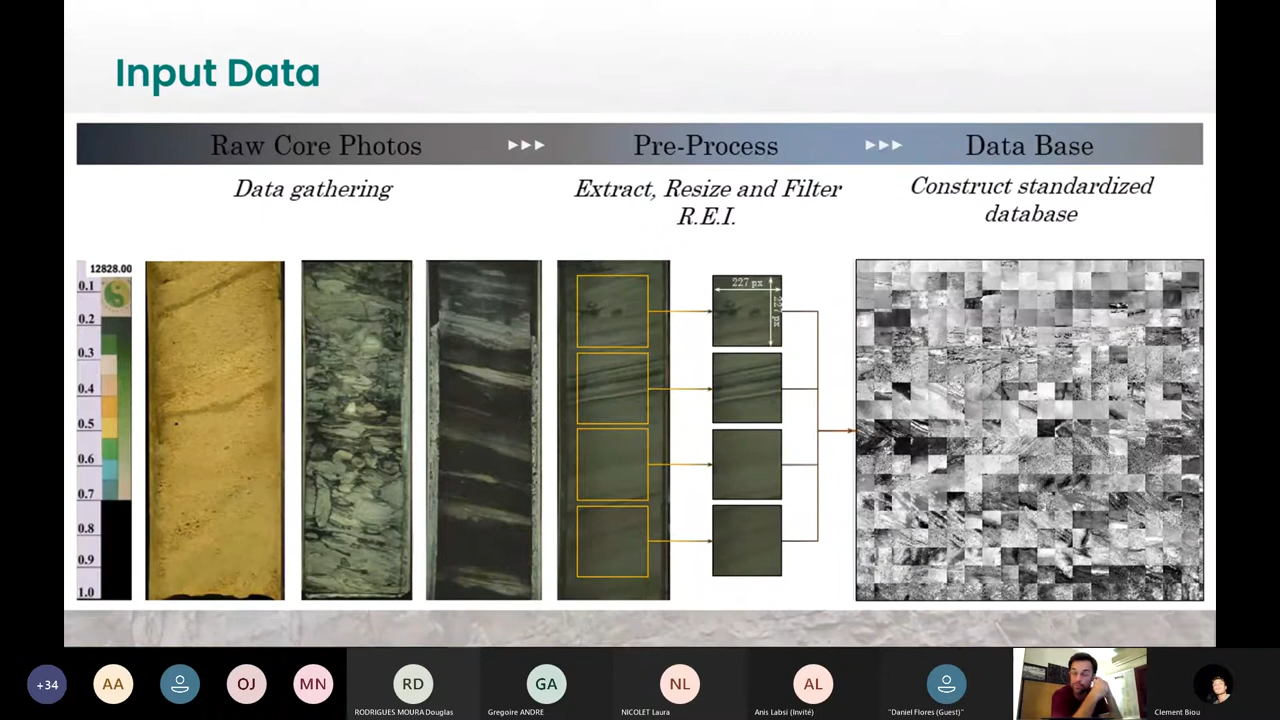 Input Data
Raw Core Photos
Pre-Process
Data Base
Data gathering
Extract, Resize and Filter
R.E.I.
Construct standardized
database
12828.00
0.1
0.2
0.3
0.4
0.5
0.6
0.7
0.8
0.9
1.0
227 px
227 px
+34
AA
OJ
MN
RD
GA
NL
AL
RODRIGUES MOURA Douglas
Gregoire ANDRE
NICOLET Laura
Anis Labsi (Invité)
"Daniel Flores (Guest)"
Clement Biou